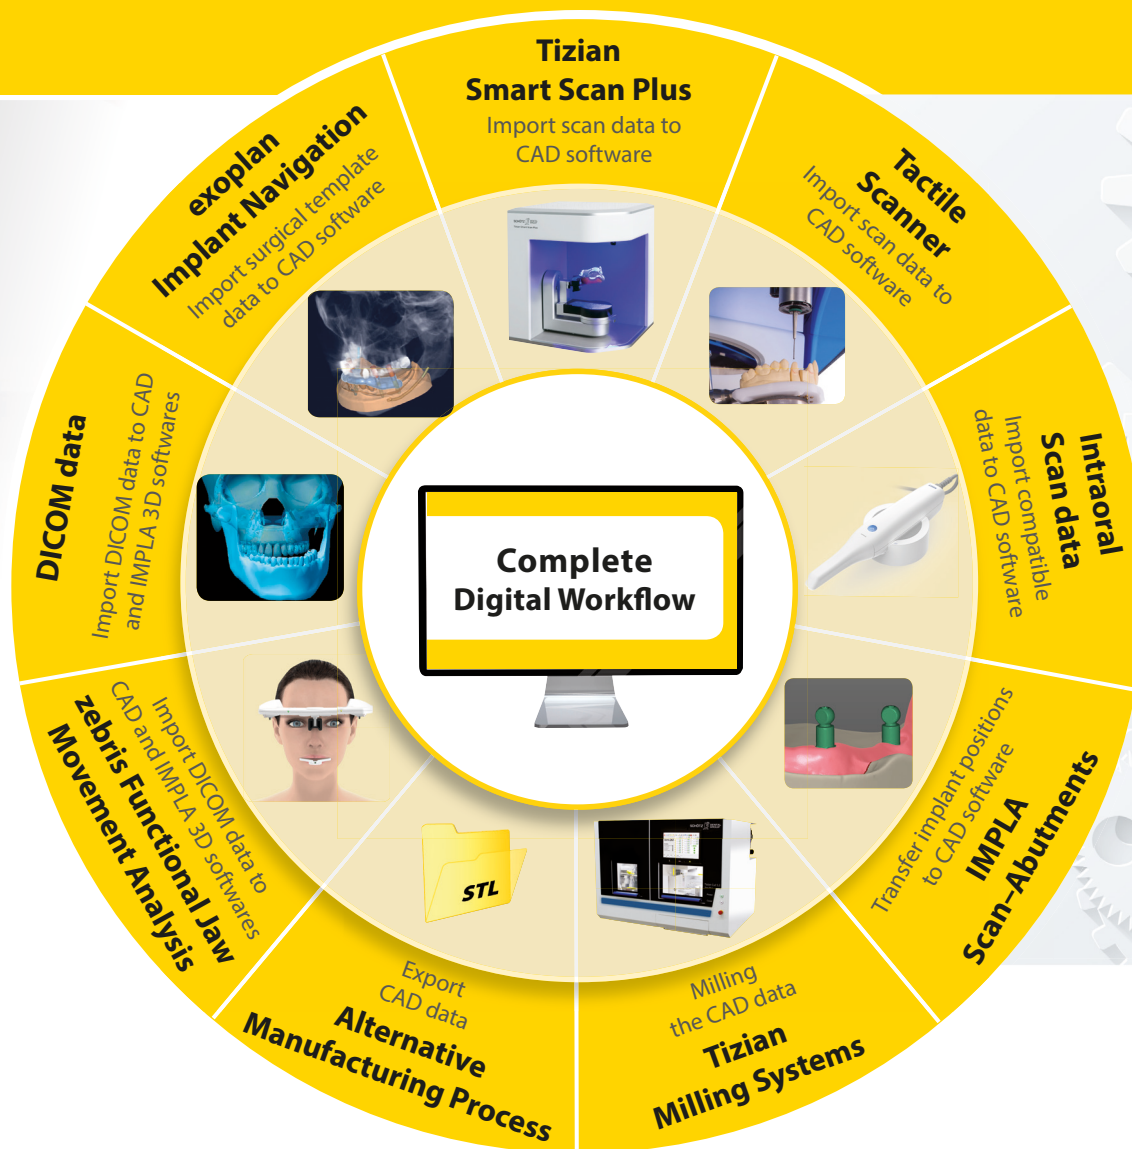 Tizian
Smart Scan Plus
Import scan data to
CAD software
Tactile
Scanner
Import scan data to
CAD software
Intraoral
Scan data
Import compatible
data to CAD software
Transfer implant positions
to CAD software
IMPLA
Scan–Abutments
Milling
the CAD data
Tizian
Milling Systems
Export
CAD data
Alternative
Manufacturing Process
Import DICOM data to
CAD and IMPLA 3D softwares
zebris Functional Jaw
Movement Analysis
DICOM data
Import DICOM data to CAD
and IMPLA 3D softwares
exoplan
Implant Navigation
Import surgical template
data to CAD software
Complete
Digital Workflow
STL